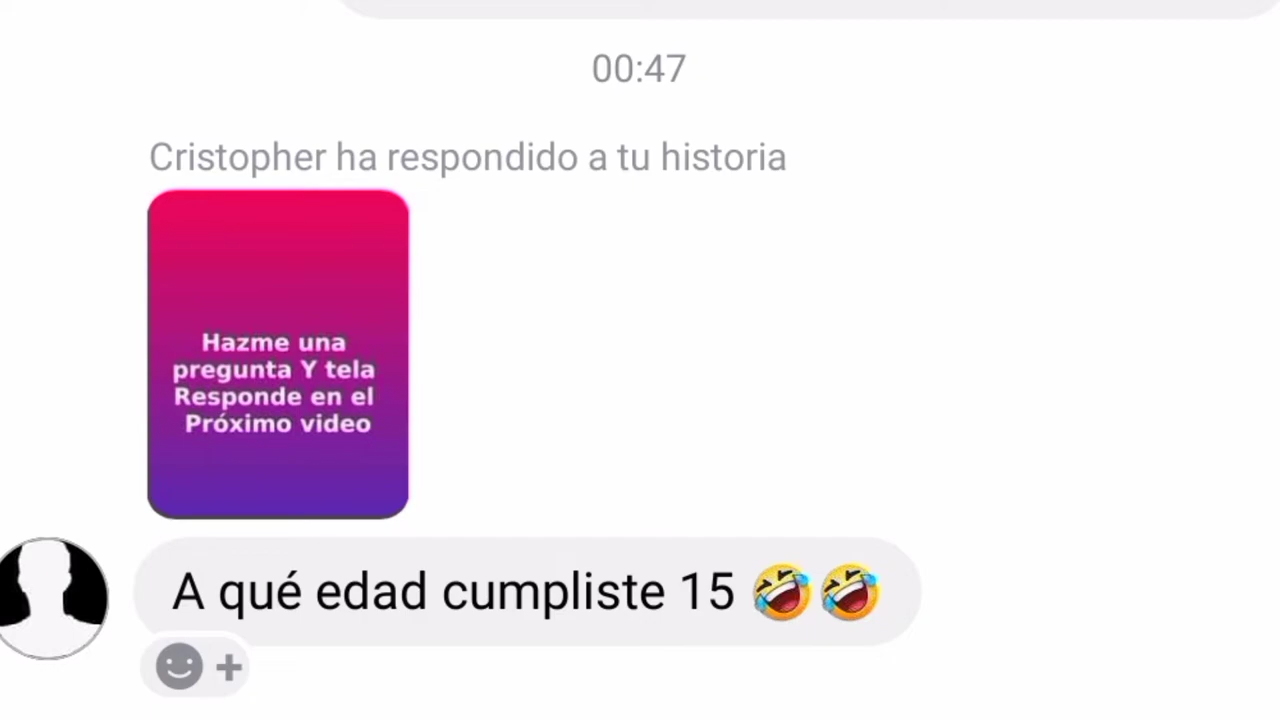 00:47
Cristopher ha respondido a tu historia
Hazme una
pregunta Y tela
Responde en el
Próximo video
A qué edad cumpliste 15 🤣🤣